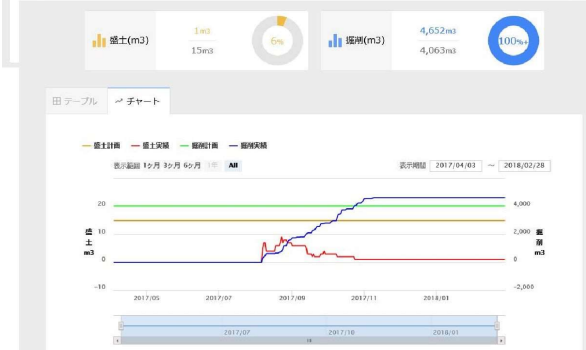 盛土(m3)
1m3
15m3
6%
掘削(m3)
4,652m3
4,063m3
100%+
テーブル
チャート
盛土計画 盛土実績 掘削計画 掘削実績
表示範囲 1ヶ月 3ヶ月 6ヶ月 1年 All
表示期間 2017/04/03 ～ 2018/02/28
20
10
0
-10
盛土m3
4,000
2,000
0
-2,000
掘削m3
2017/05 2017/07 2017/09 2017/11 2018/01
2017/07 2017/10 2018/01